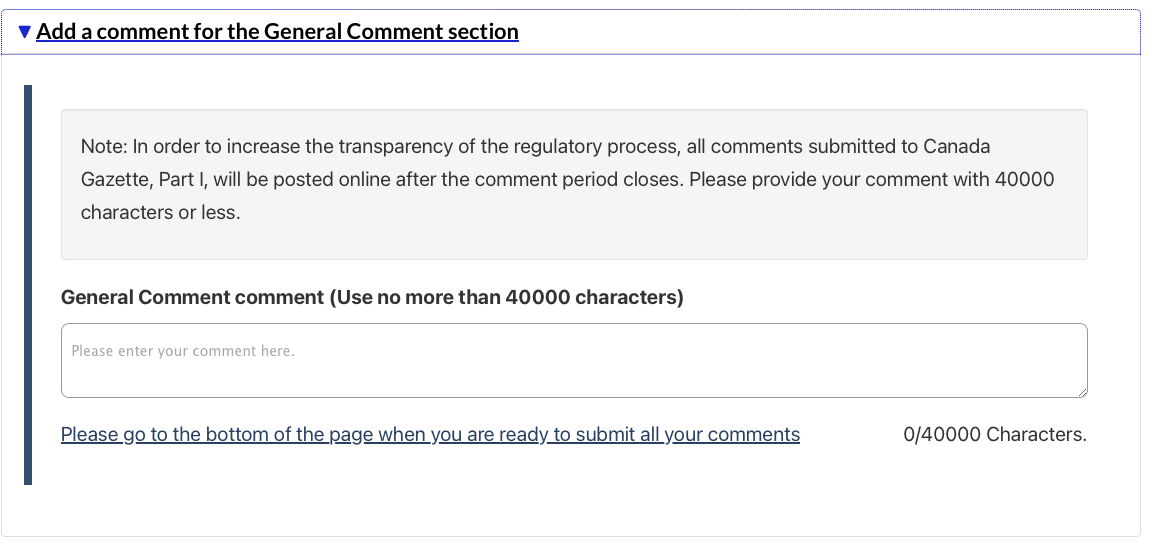 Add a comment for the General Comment section
Note: In order to increase the transparency of the regulatory process, all comments submitted to Canada
Gazette, Part I, will be posted online after the comment period closes. Please provide your comment with 40000
characters or less.
General Comment comment (Use no more than 40000 characters)
Please enter your comment here.
Please go to the bottom of the page when you are ready to submit all your comments
0/40000 Characters.